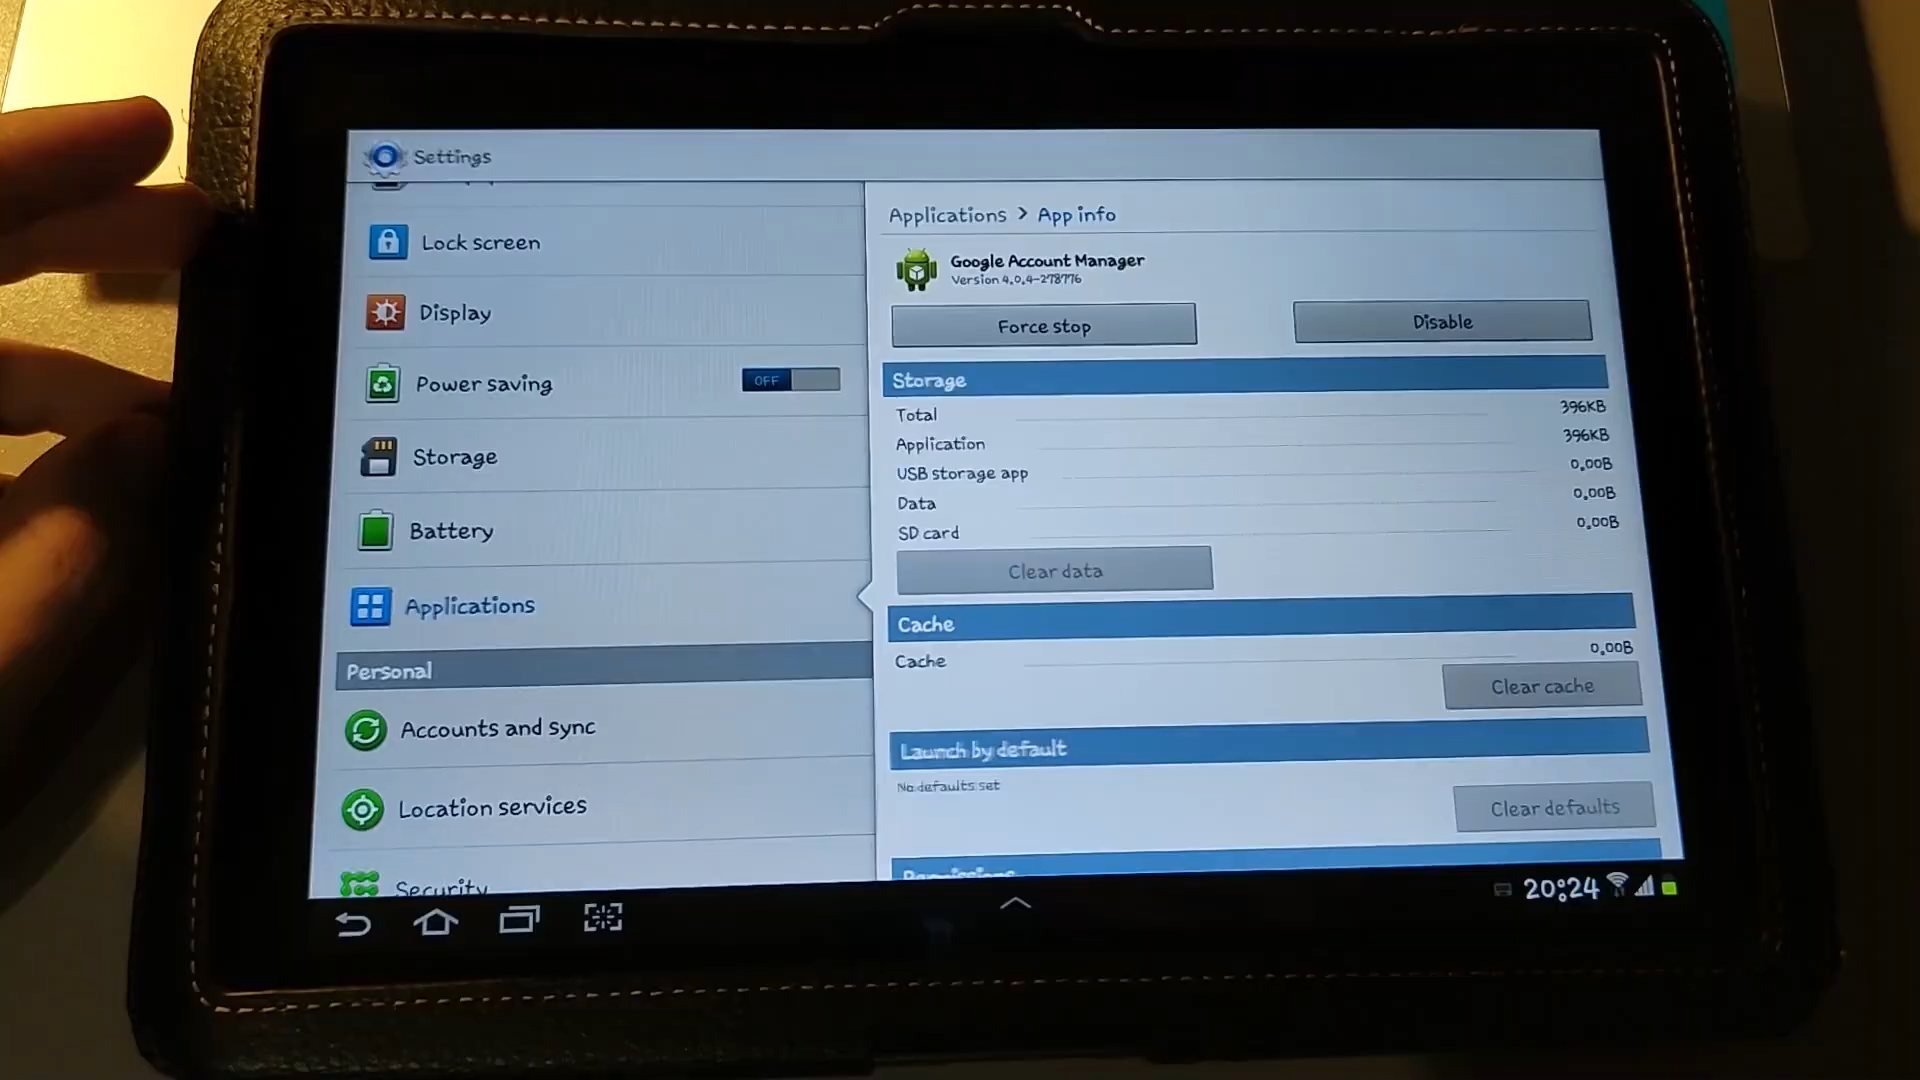 Settings
Lock screen
Display
Power saving
OFF
Storage
Battery
Applications
Personal
Accounts and sync
Location services
Security
Applications > App info
Google Account Manager
Version 4.0.4-278776
Force stop
Disable
Storage
Total 396KB
Application 396KB
USB storage app 0.00B
Data 0.00B
SD card 0.00B
Clear data
Cache
Cache 0.00B
Clear cache
Launch by default
No defaults set
Clear defaults
Permissions
20:24